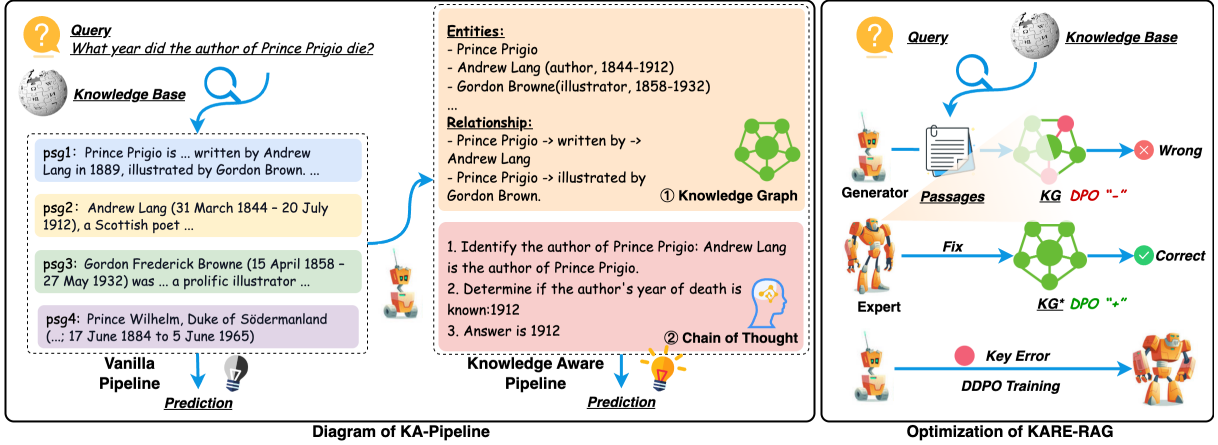 Query
What year did the author of Prince Prigio die?
Knowledge Base
psg1: Prince Prigio is ... written by Andrew
Lang in 1889, illustrated by Gordon Brown. ...
psg2: Andrew Lang (31 March 1844 – 20 July
1912), a Scottish poet ...
psg3: Gordon Frederick Browne (15 April 1858 –
27 May 1932) was ... a prolific illustrator ...
psg4: Prince Wilhelm, Duke of Södermanland
(...; 17 June 1884 to 5 June 1965)
Vanilla
Pipeline
Prediction
Entities:
- Prince Prigio
- Andrew Lang (author, 1844-1912)
- Gordon Browne(illustrator, 1858-1932)
...
Relationship:
- Prince Prigio -> written by ->
Andrew Lang
- Prince Prigio -> illustrated by
Gordon Brown.
① Knowledge Graph
1. Identify the author of Prince Prigio: Andrew Lang
is the author of Prince Prigio.
2. Determine if the author's year of death is
known:1912
3. Answer is 1912
② Chain of Thought
Knowledge Aware
Pipeline
Prediction
Diagram of KA-Pipeline
Query
Knowledge Base
Generator
Passages
KG DPO "-"
Wrong
Expert
Fix
KG* DPO "+"
Correct
Key Error
DDPO Training
Optimization of KARE-RAG